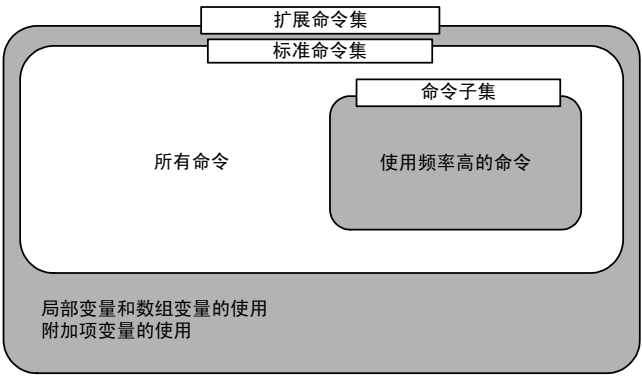 扩展命令集
标准命令集
命令子集
所有命令
使用频率高的命令
局部变量和数组变量的使用
附加项变量的使用